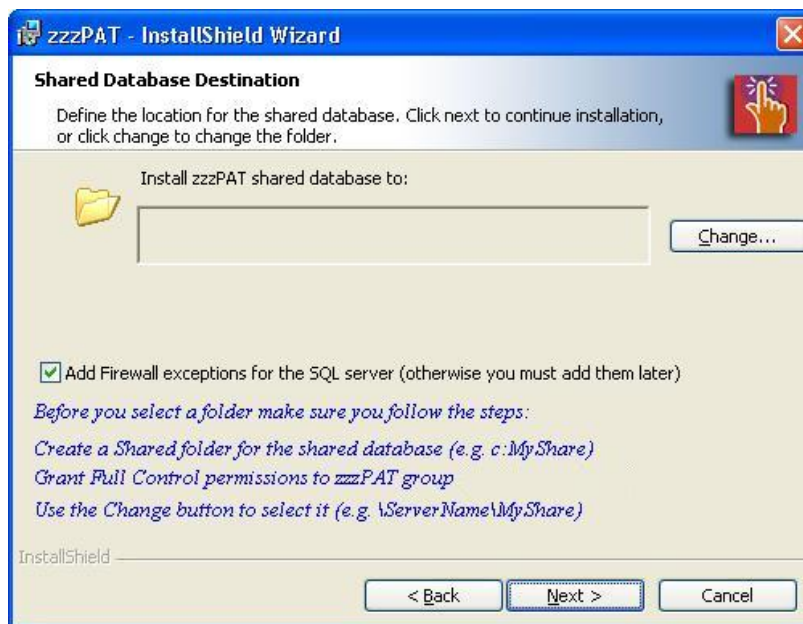 zzzPAT - InstallShield Wizard
Shared Database Destination
Define the location for the shared database. Click next to continue installation,
or click change to change the folder.
Install zzzPAT shared database to:
Change...
Add Firewall exceptions for the SQL server (otherwise you must add them later)
Before you select a folder make sure you follow the steps:
Create a Shared folder for the shared database (e.g. c:MyShare)
Grant Full Control permissions to zzzPAT group
Use the Change button to select it (e.g. \ServerName\MyShare)
InstallShield
< Back
Next >
Cancel